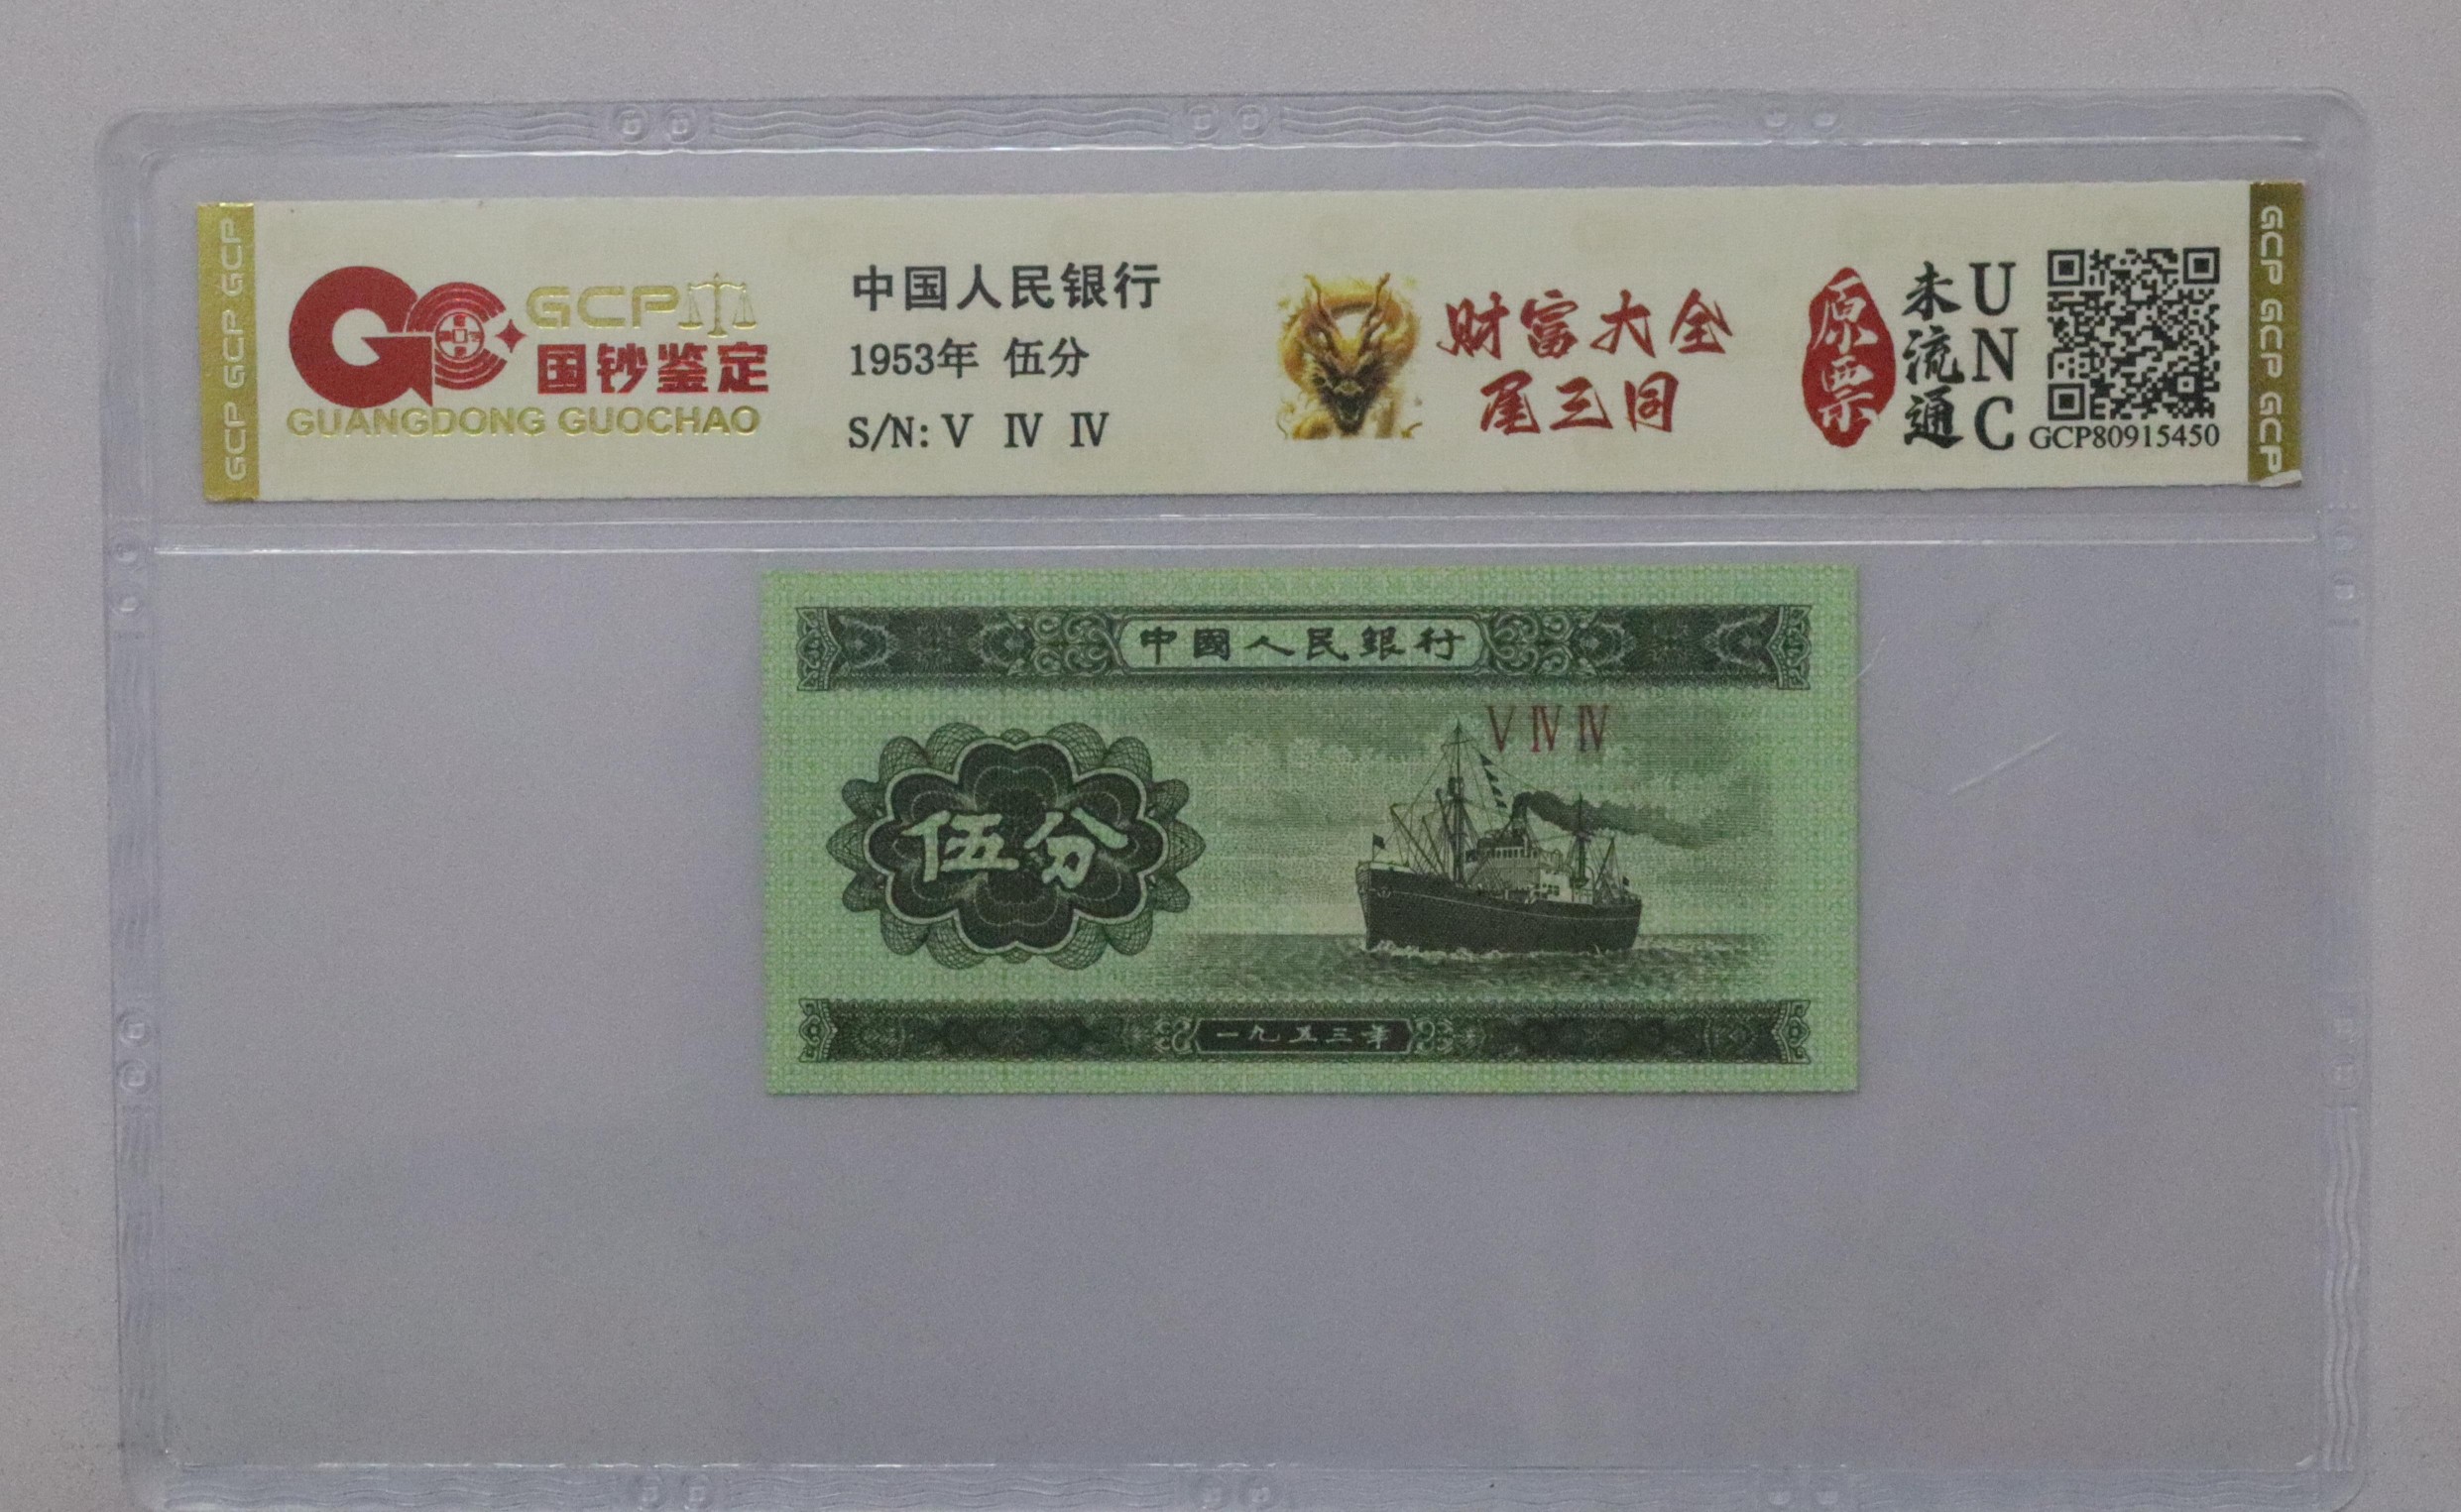 GCP GCP GCP
GCP
国钞鉴定
GUANGDONG GUOCHAO
中国人民银行
1953年 伍分
S/N: Ⅴ Ⅳ Ⅳ
财富大全
尾三同
原票
未流通
UNC
GCP80915450
GCP GCP GCP
中國人民銀行
Ⅴ Ⅳ Ⅳ
伍分
一九五三年